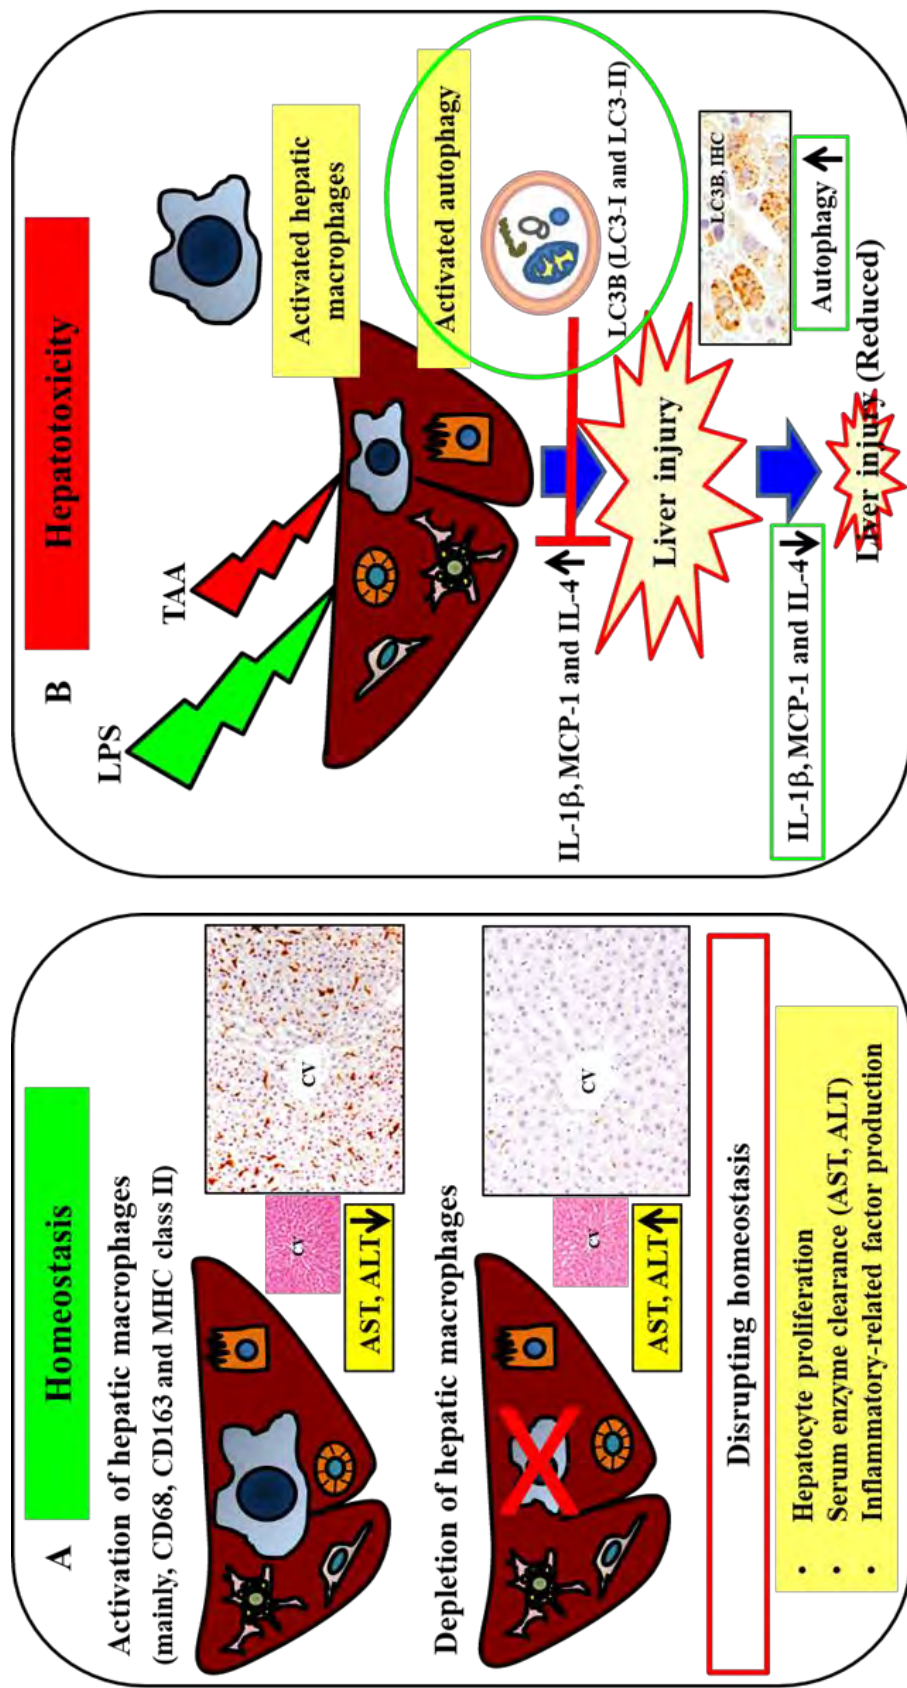 A
Homeostasis
Activation of hepatic macrophages
(mainly, CD68, CD163 and MHC class II)
CV
CV
AST, ALT
Depletion of hepatic macrophages
CV
CV
AST, ALT
Disrupting homeostasis
• Hepatocyte proliferation
• Serum enzyme clearance (AST, ALT)
• Inflammatory-related factor production
B
Hepatotoxicity
LPS
TAA
Activated hepatic
macrophages
Activated autophagy
LC3B (LC3-I and LC3-II)
IL-1β, MCP-1 and IL-4
Liver injury
LC3B, IHC
Autophagy
IL-1β, MCP-1 and IL-4
Liver injury (Reduced)